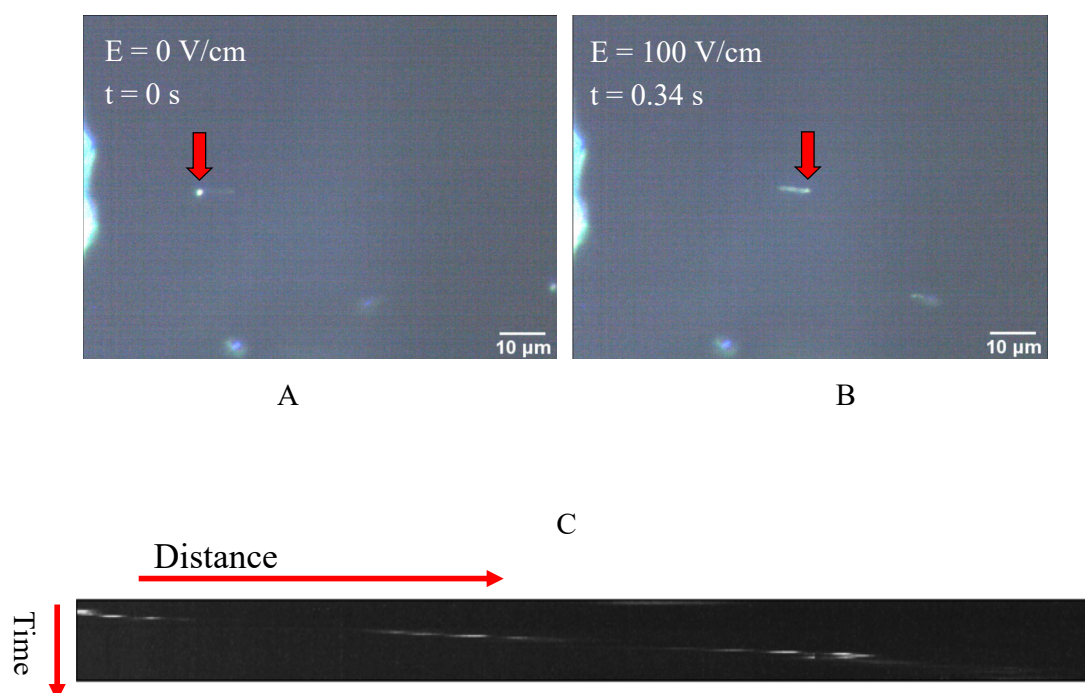 E = 0 V/cm
t = 0 s
10 µm
A
E = 100 V/cm
t = 0.34 s
10 µm
B
C
Distance
Time